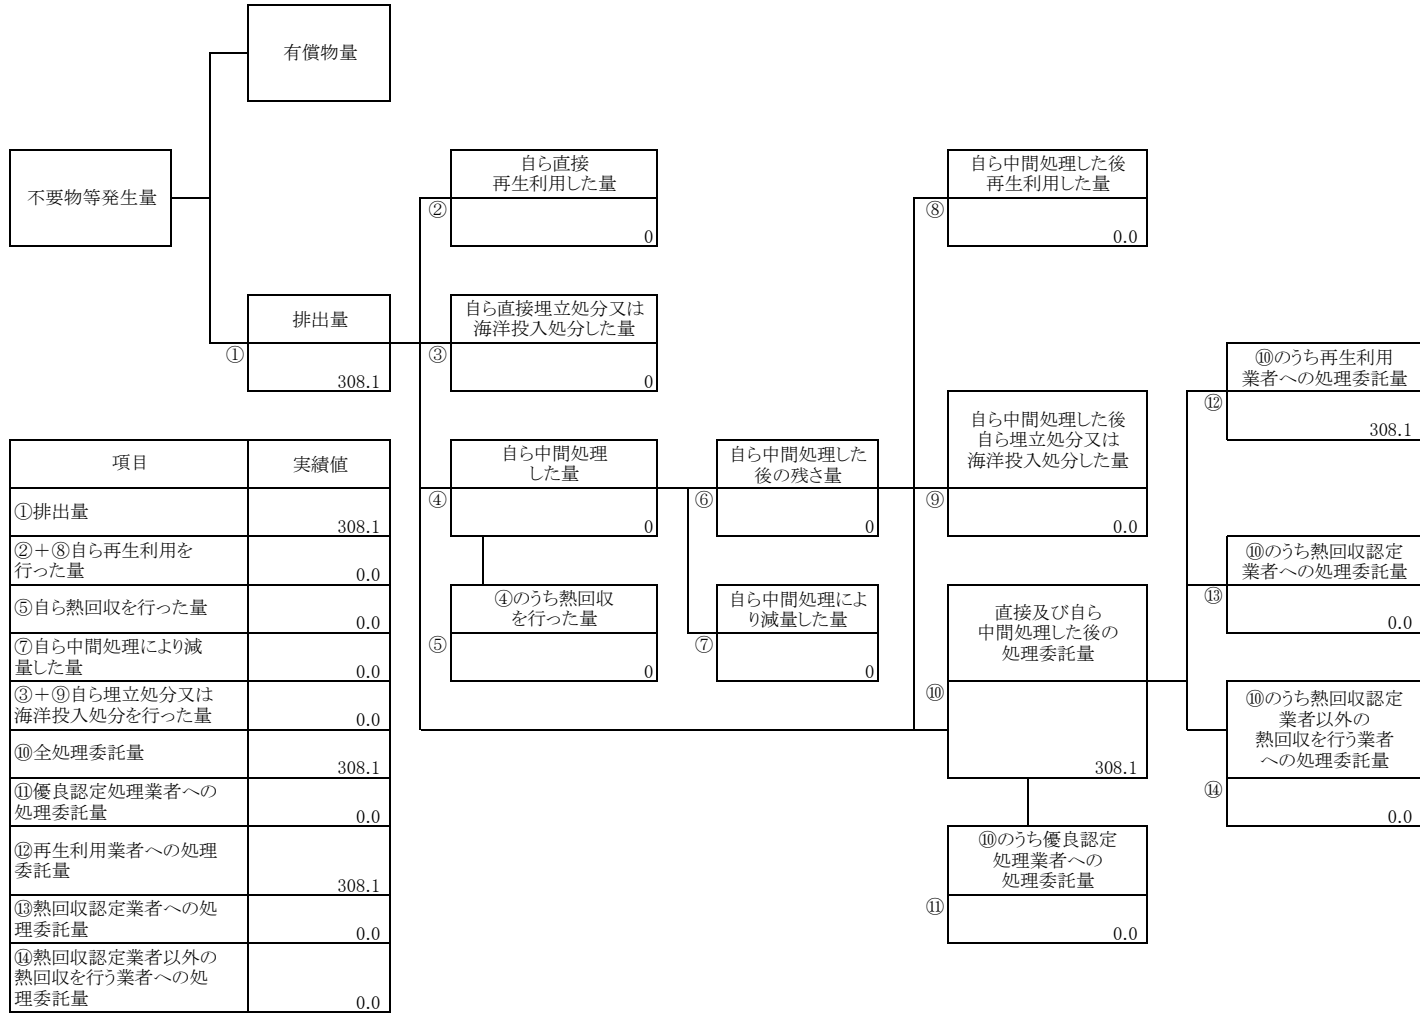 有償物量
不要物等発生量
自ら直接
再生利用した量
②
0
自ら中間処理した後
再生利用した量
⑧
0.0
排出量
①
308.1
自ら直接埋立処分又は
海洋投入処分した量
③
0
⑩のうち再生利用
業者への処理委託量
⑫
308.1
自ら中間処理
した量
④
0
自ら中間処理した
後の残さ量
⑥
0
自ら中間処理した後
自ら埋立処分又は
海洋投入処分した量
⑨
0.0
⑩のうち熱回収認定
業者への処理委託量
⑬
0.0
④のうち熱回収
を行った量
⑤
0
自ら中間処理によ
り減量した量
⑦
0
直接及び自ら
中間処理した後の
処理委託量
⑩
308.1
⑩のうち熱回収認定
業者以外の
熱回収を行う業者
への処理委託量
⑭
0.0
⑩のうち優良認定
処理業者への
処理委託量
⑪
0.0
項目
実績値
①排出量
308.1
②+⑧自ら再生利用を
行った量
0.0
⑤自ら熱回収を行った量
0.0
⑦自ら中間処理により減
量した量
0.0
③+⑨自ら埋立処分又は
海洋投入処分を行った量
0.0
⑩全処理委託量
308.1
⑪優良認定処理業者への
処理委託量
0.0
⑫再生利用業者への処理
委託量
308.1
⑬熱回収認定業者への処
理委託量
0.0
⑭熱回収認定業者以外の
熱回収を行う業者への処
理委託量
0.0